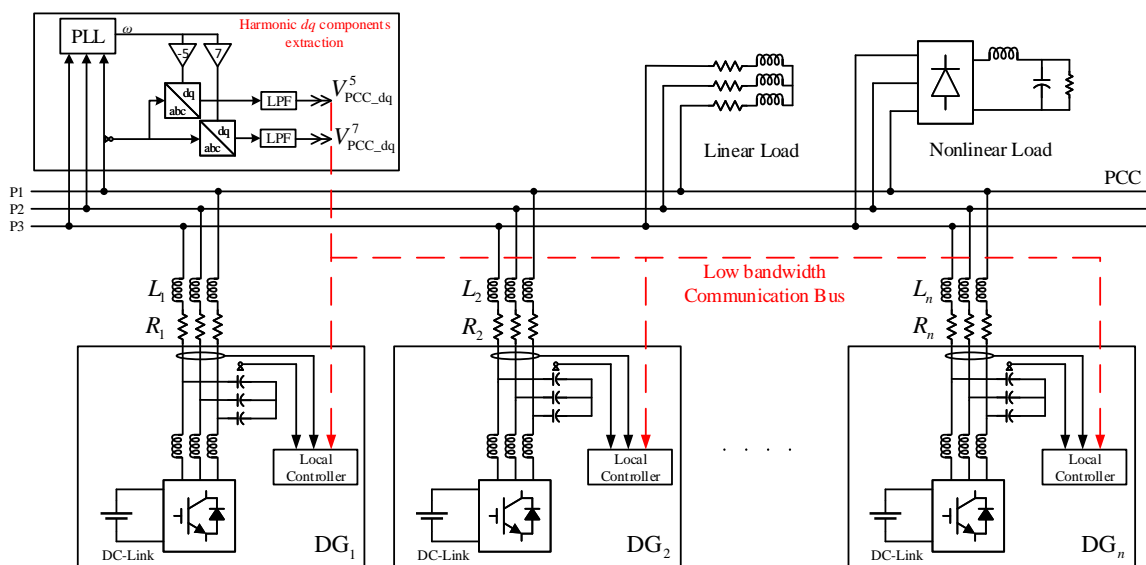 PLL
ω
Harmonic dq components
extraction
-5
7
dq
abc
LPF
V⁵PCC_dq
dq
abc
LPF
V⁷PCC_dq
Linear Load
Nonlinear Load
PCC
P1
P2
P3
Low bandwidth
Communication Bus
L₁
R₁
L₂
R₂
Lₙ
Rₙ
Local
Controller
DC-Link
DG₁
Local
Controller
DC-Link
DG₂
. . . .
Local
Controller
DC-Link
DGₙ